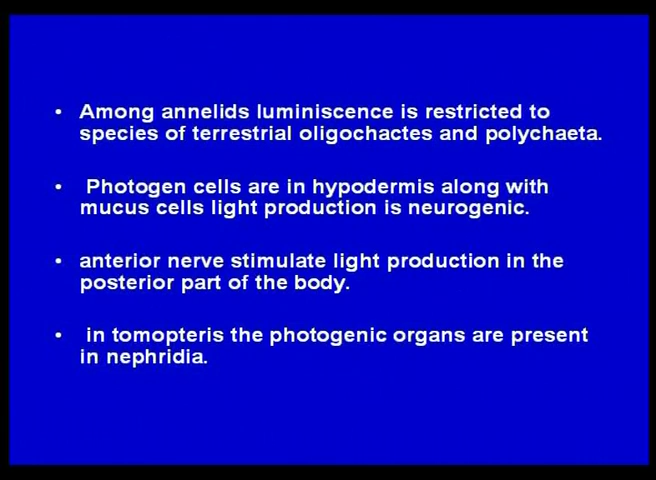 • Among annelids luminiscence is restricted to
species of terrestrial oligochactes and polychaeta.
• Photogen cells are in hypodermis along with
mucus cells light production is neurogenic.
• anterior nerve stimulate light production in the
posterior part of the body.
• in tomopteris the photogenic organs are present
in nephridia.